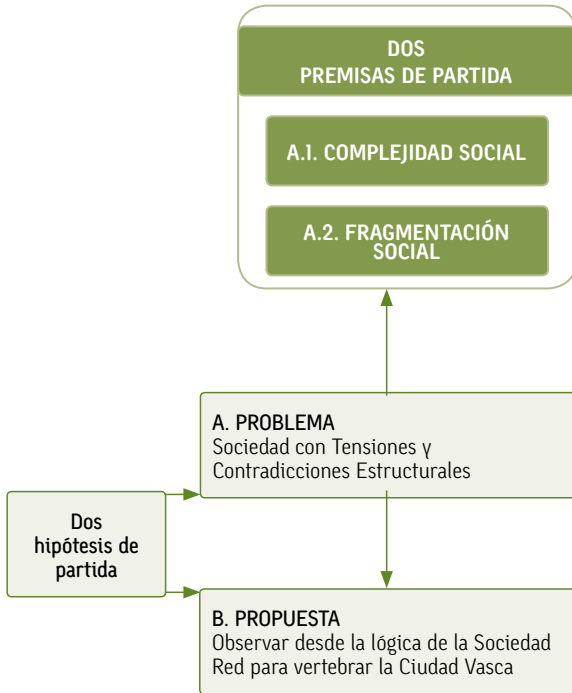 DOS
PREMISAS DE PARTIDA
A.1. COMPLEJIDAD SOCIAL
A.2. FRAGMENTACIÓN
SOCIAL
A. PROBLEMA
Sociedad con Tensiones y
Contradicciones Estructurales
Dos
hipótesis de
partida
B. PROPUESTA
Observar desde la lógica de la Sociedad
Red para vertebrar la Ciudad Vasca